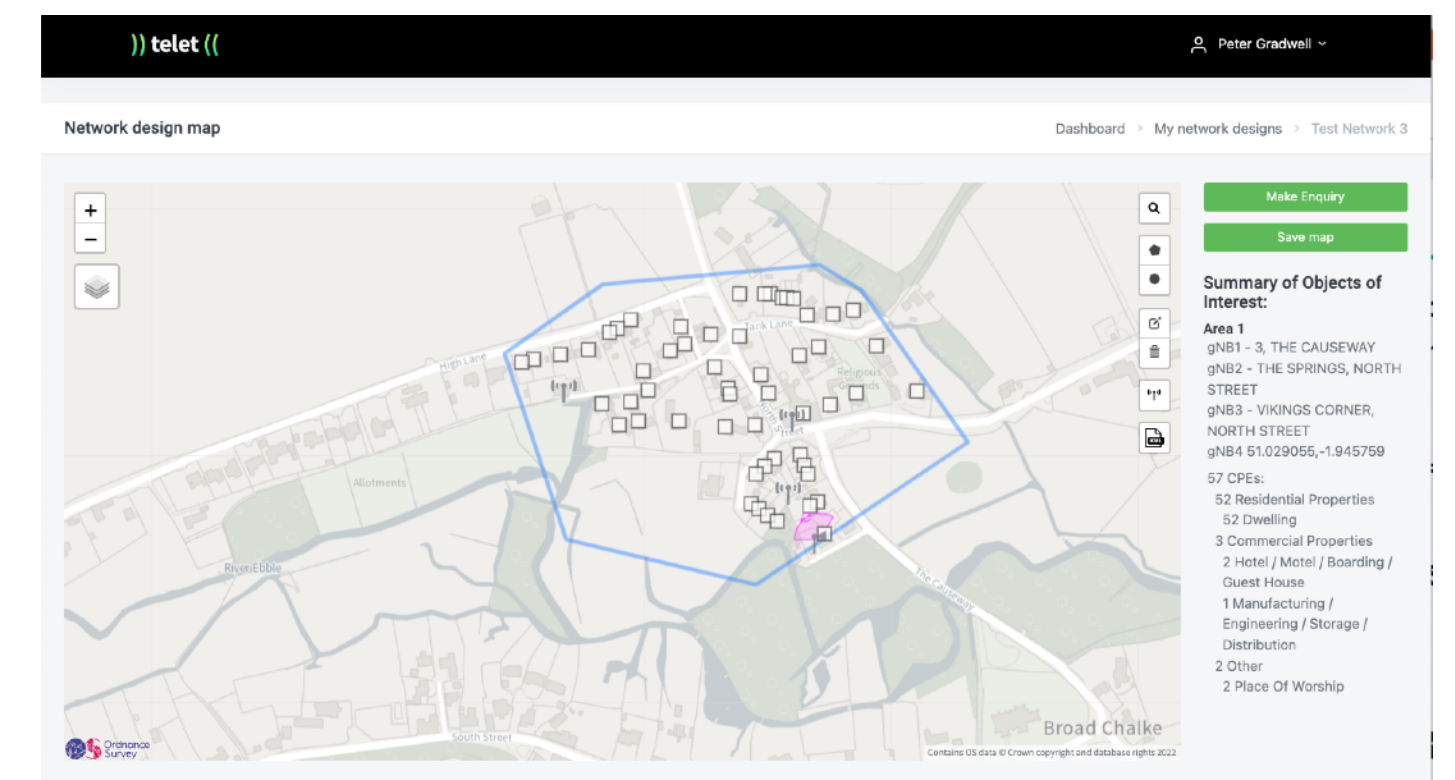 )) telet ((
Peter Gradwell
Network design map
Dashboard > My network designs > Test Network 3
+
−
Make Enquiry
Save map
Summary of Objects of
Interest:
Area 1
gNB1 - 3, THE CAUSEWAY
gNB2 - THE SPRINGS, NORTH
STREET
gNB3 - VIKINGS CORNER,
NORTH STREET
gNB4 51.029055,-1.945759
57 CPEs:
52 Residential Properties
52 Dwelling
3 Commercial Properties
2 Hotel / Motel / Boarding /
Guest House
1 Manufacturing /
Engineering / Storage /
Distribution
2 Other
2 Place Of Worship
Tank Lane
High Lane
Religious
Grounds
North Street
Street
Allotments
River Ebble
The Causeway
South Street
Broad Chalke
KML
Ordnance
Survey
Contains OS data © Crown copyright and database rights 2022